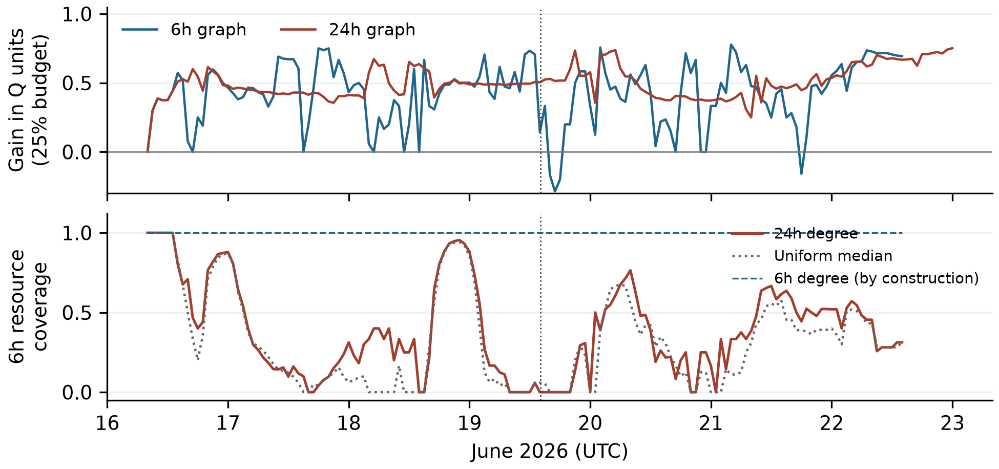 Gain in Q units
(25% budget)
1.0
0.5
0.0
6h graph
24h graph
6h resource
coverage
1.0
0.5
0.0
24h degree
Uniform median
6h degree (by construction)
16
17
18
19
20
21
22
23
June 2026 (UTC)